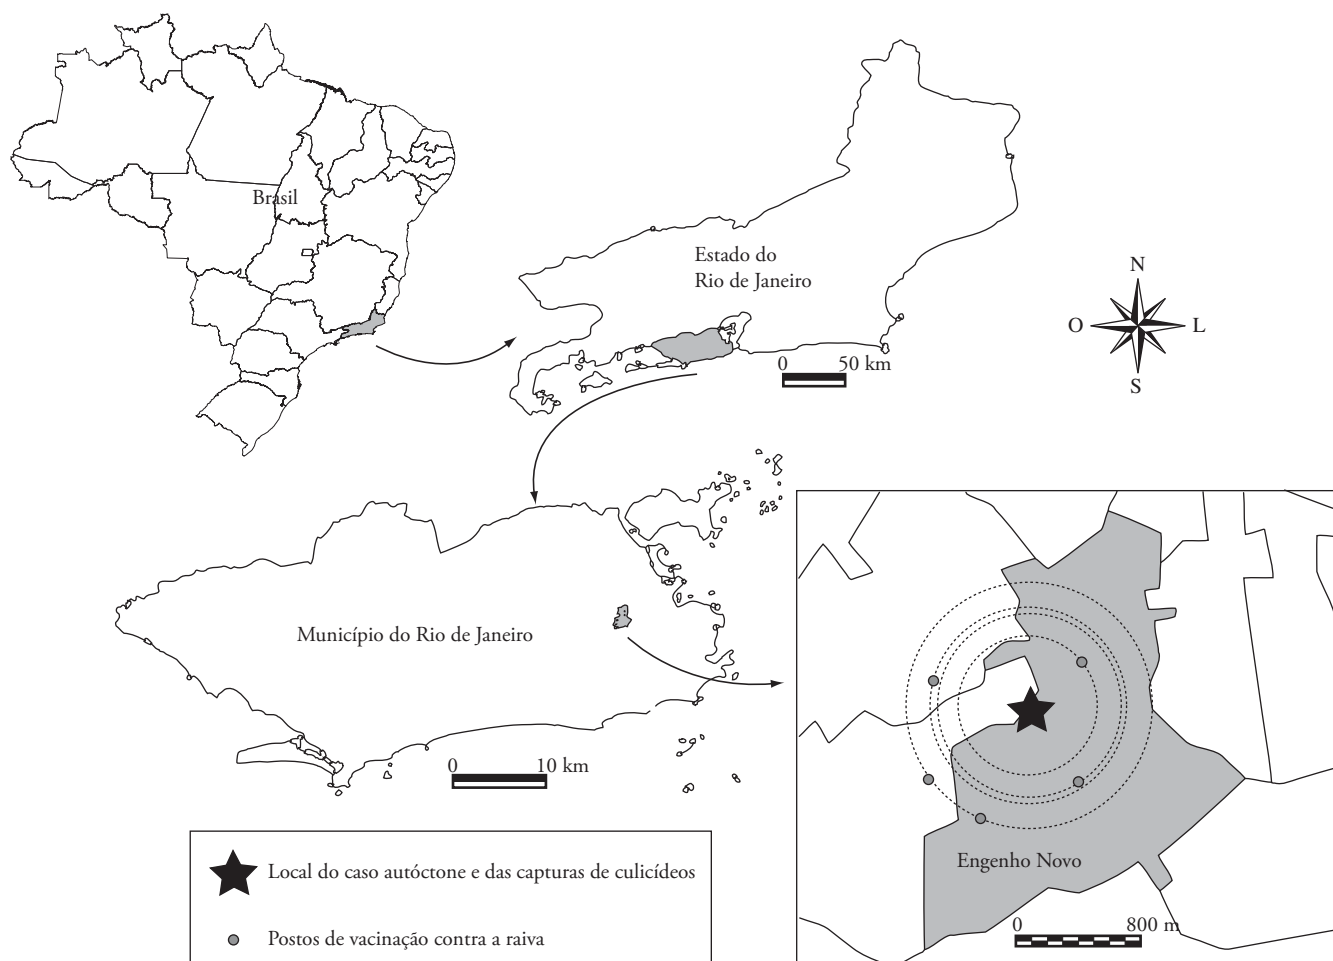 Brasil
Estado do
Rio de Janeiro
0 50 km
N
O L
S
Município do Rio de Janeiro
0 10 km
Engenho Novo
0 800 m
Local do caso autóctone e das capturas de culicídeos
Postos de vacinação contra a raiva